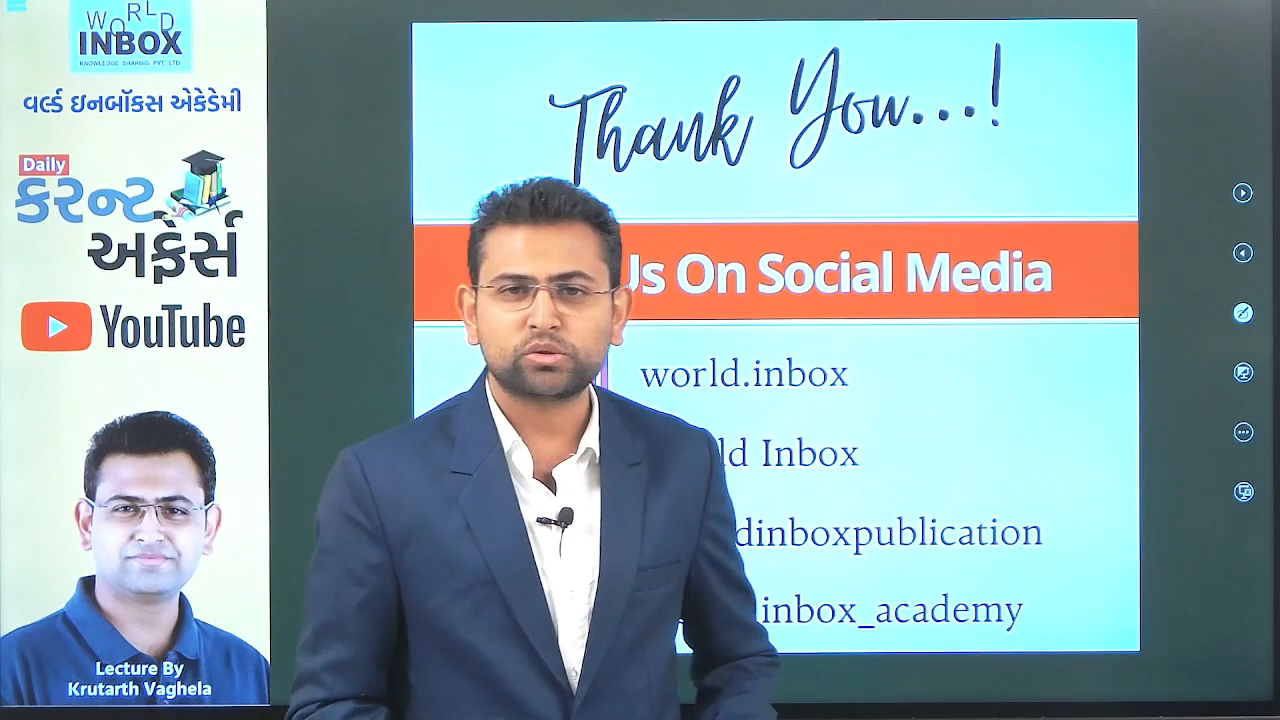 WORLD
INBOX
KNOWLEDGE SHARING PVT. LTD.
વર્લ્ડ ઇનબૉક્સ એકેડેમી
Daily
કરન્ટ
અફેર્સ
YouTube
Lecture By
Krutarth Vaghela
Thank You...!
Us On Social Media
world.inbox
ld Inbox
dinboxpublication
inbox_academy